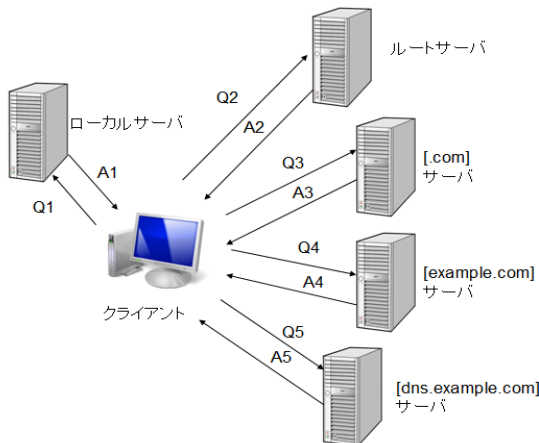 ルートサーバ
Q2
A2
ローカルサーバ
A1
Q1
Q3
A3
[.com]
サーバ
Q4
A4
[example.com]
サーバ
クライアント
Q5
A5
[dns.example.com]
サーバ